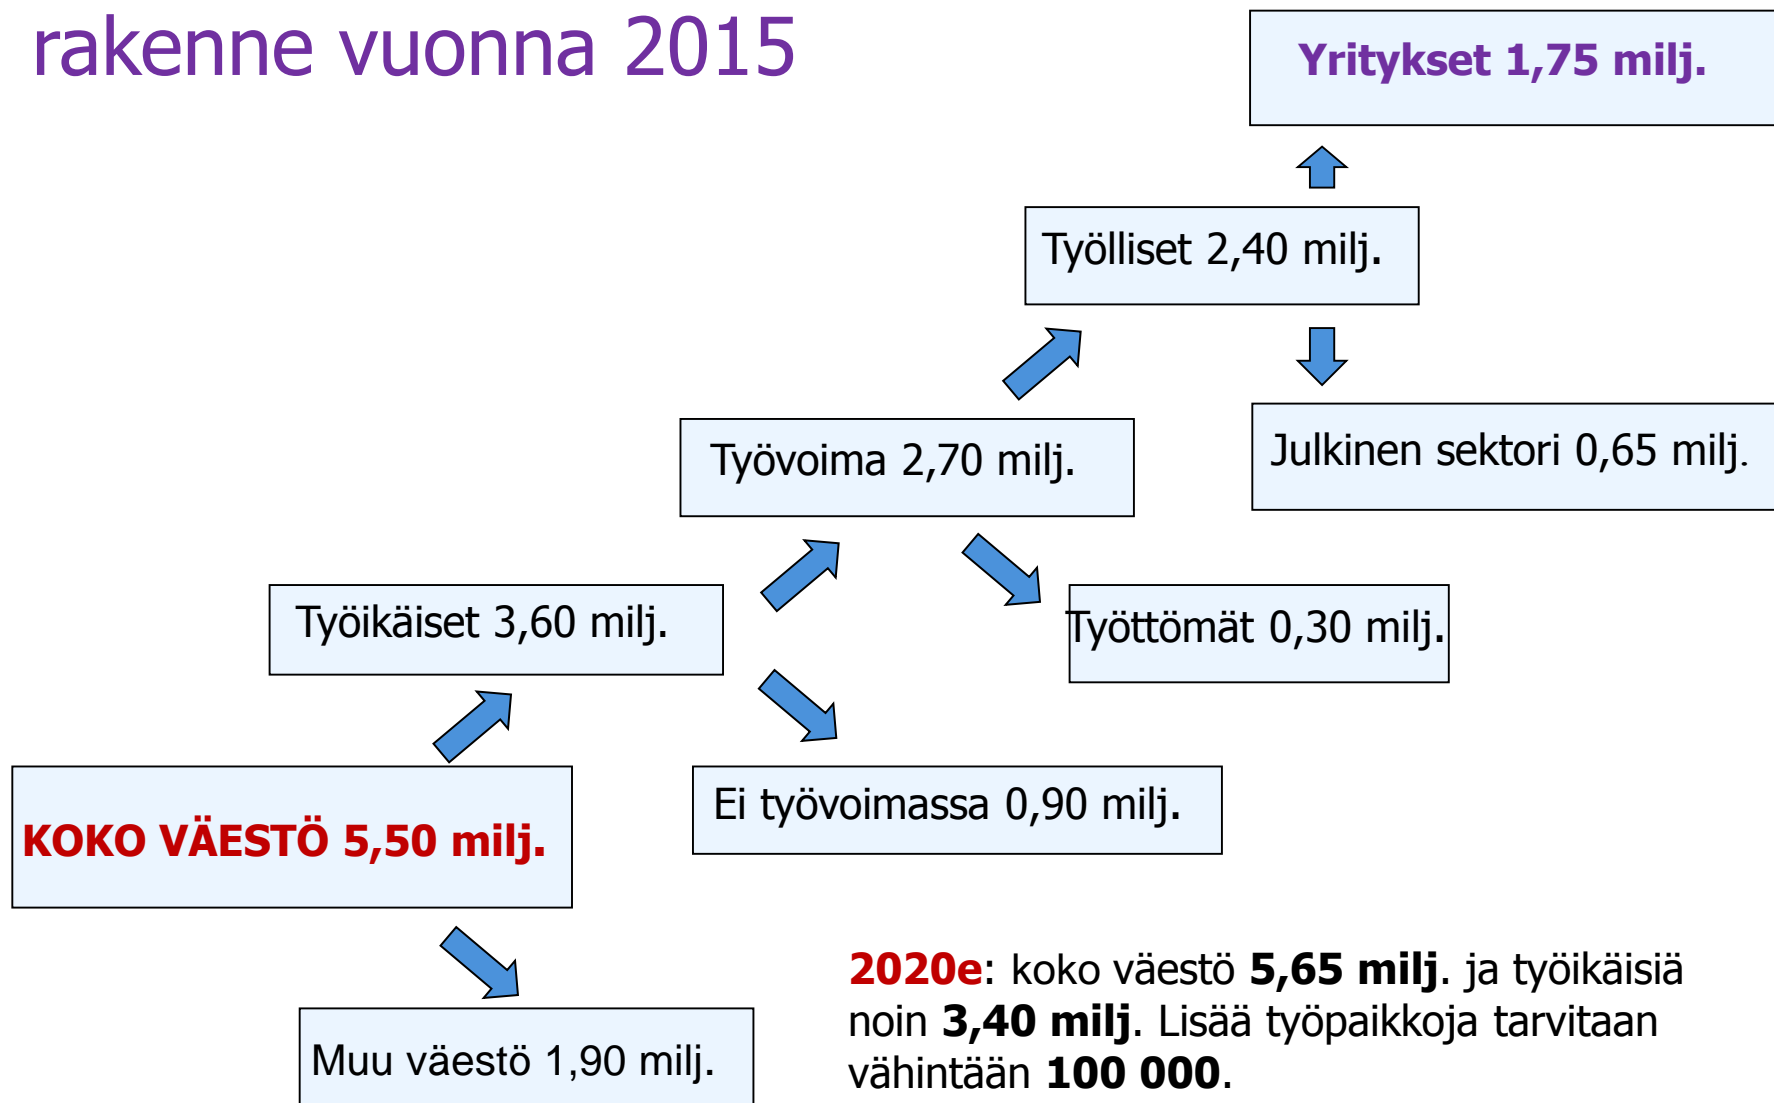 rakenne vuonna 2015
Yritykset 1,75 milj.
Työlliset 2,40 milj.
Työvoima 2,70 milj.
Julkinen sektori 0,65 milj.
Työikäiset 3,60 milj.
Työttömät 0,30 milj.
Ei työvoimassa 0,90 milj.
KOKO VÄESTÖ 5,50 milj.
Muu väestö 1,90 milj.
2020e: koko väestö 5,65 milj. ja työikäisiä
noin 3,40 milj. Lisää työpaikkoja tarvitaan
vähintään 100 000.